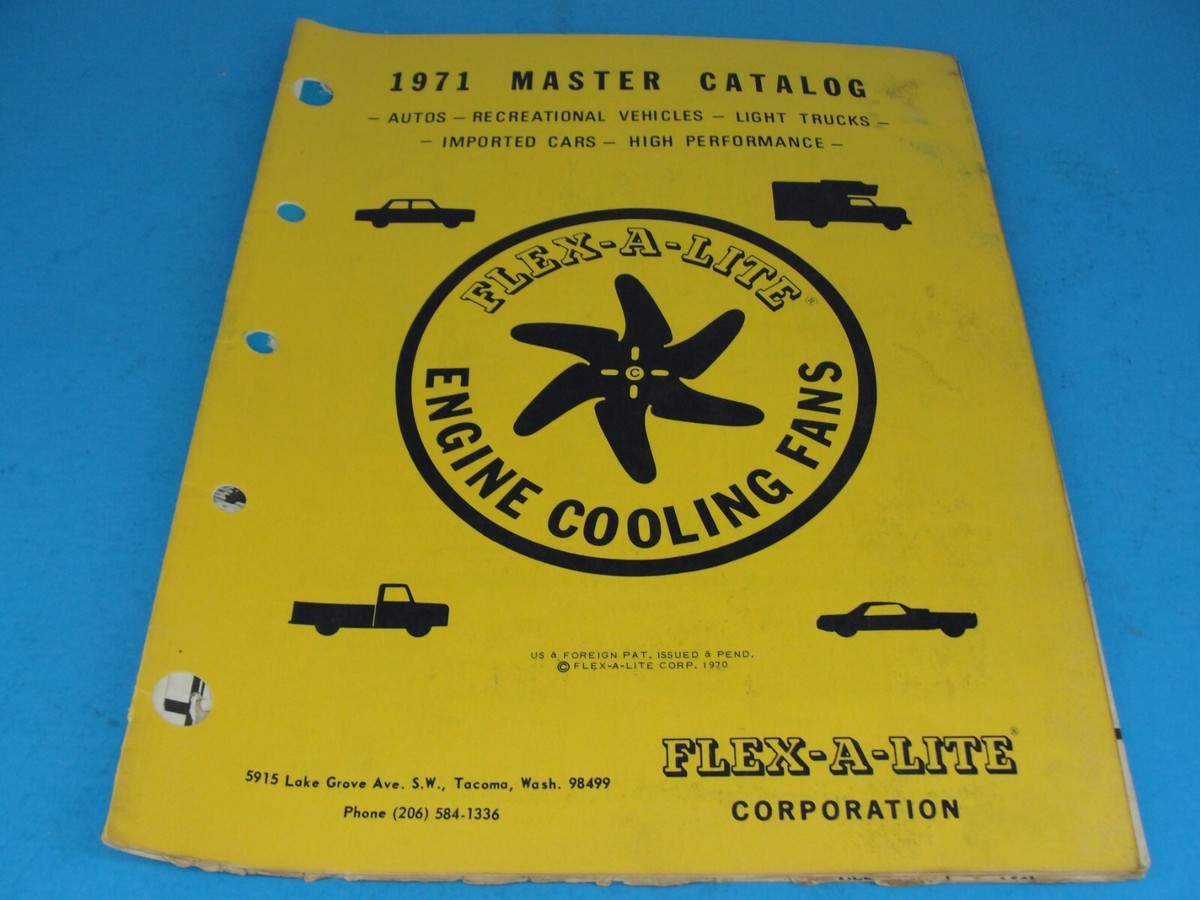 1971 MASTER CATALOG
– AUTOS – RECREATIONAL VEHICLES – LIGHT TRUCKS –
– IMPORTED CARS – HIGH PERFORMANCE –
FLEX-A-LITE®
C
ENGINE COOLING FANS
US & FOREIGN PAT. ISSUED & PEND.
© FLEX-A-LITE CORP. 1970
FLEX-A-LITE®
CORPORATION
5915 Lake Grove Ave. S.W., Tacoma, Wash. 98499
Phone (206) 584-1336